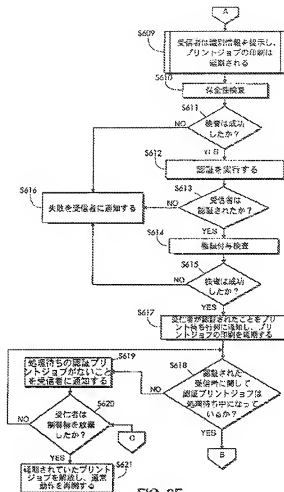 A
S609
受信者は識別情報を提示し、
プリントジョブの印刷は
延期される
S610
保全性検査
S611
検査は成功
したか?
NO
YES
S612
認証を実行する
S613
受信者は
認証されたか?
NO
YES
S616
失敗を受信者に通知する
S614
権限付与検査
S615
検査は成功
したか?
NO
YES
S617
受信者が認証されたことをプリ
ント待ち行列に通知し、プリント
ジョブの印刷を延期する
S618
認証された
受信者に関して
認証プリントジョブは
処理待ち中になって
いるか?
NO
YES
B
S619
処理待ちの認証プリント
ジョブがないこと
を受信者に通知する
S620
受信者は
制御権を放棄
したか?
NO
YES
C
S621
延期されていたプリント
ジョブを解放し、通常
動作を再開する